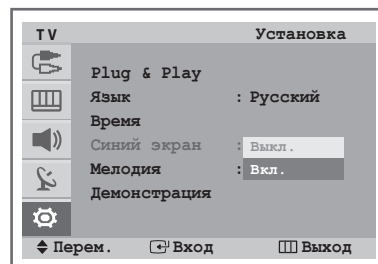 TV Установка
Plug & Play
Язык : Русский
Время
Синий экран : Выкл.
Мелодия : Вкл.
Демонстрация
Перем. Вход Выход